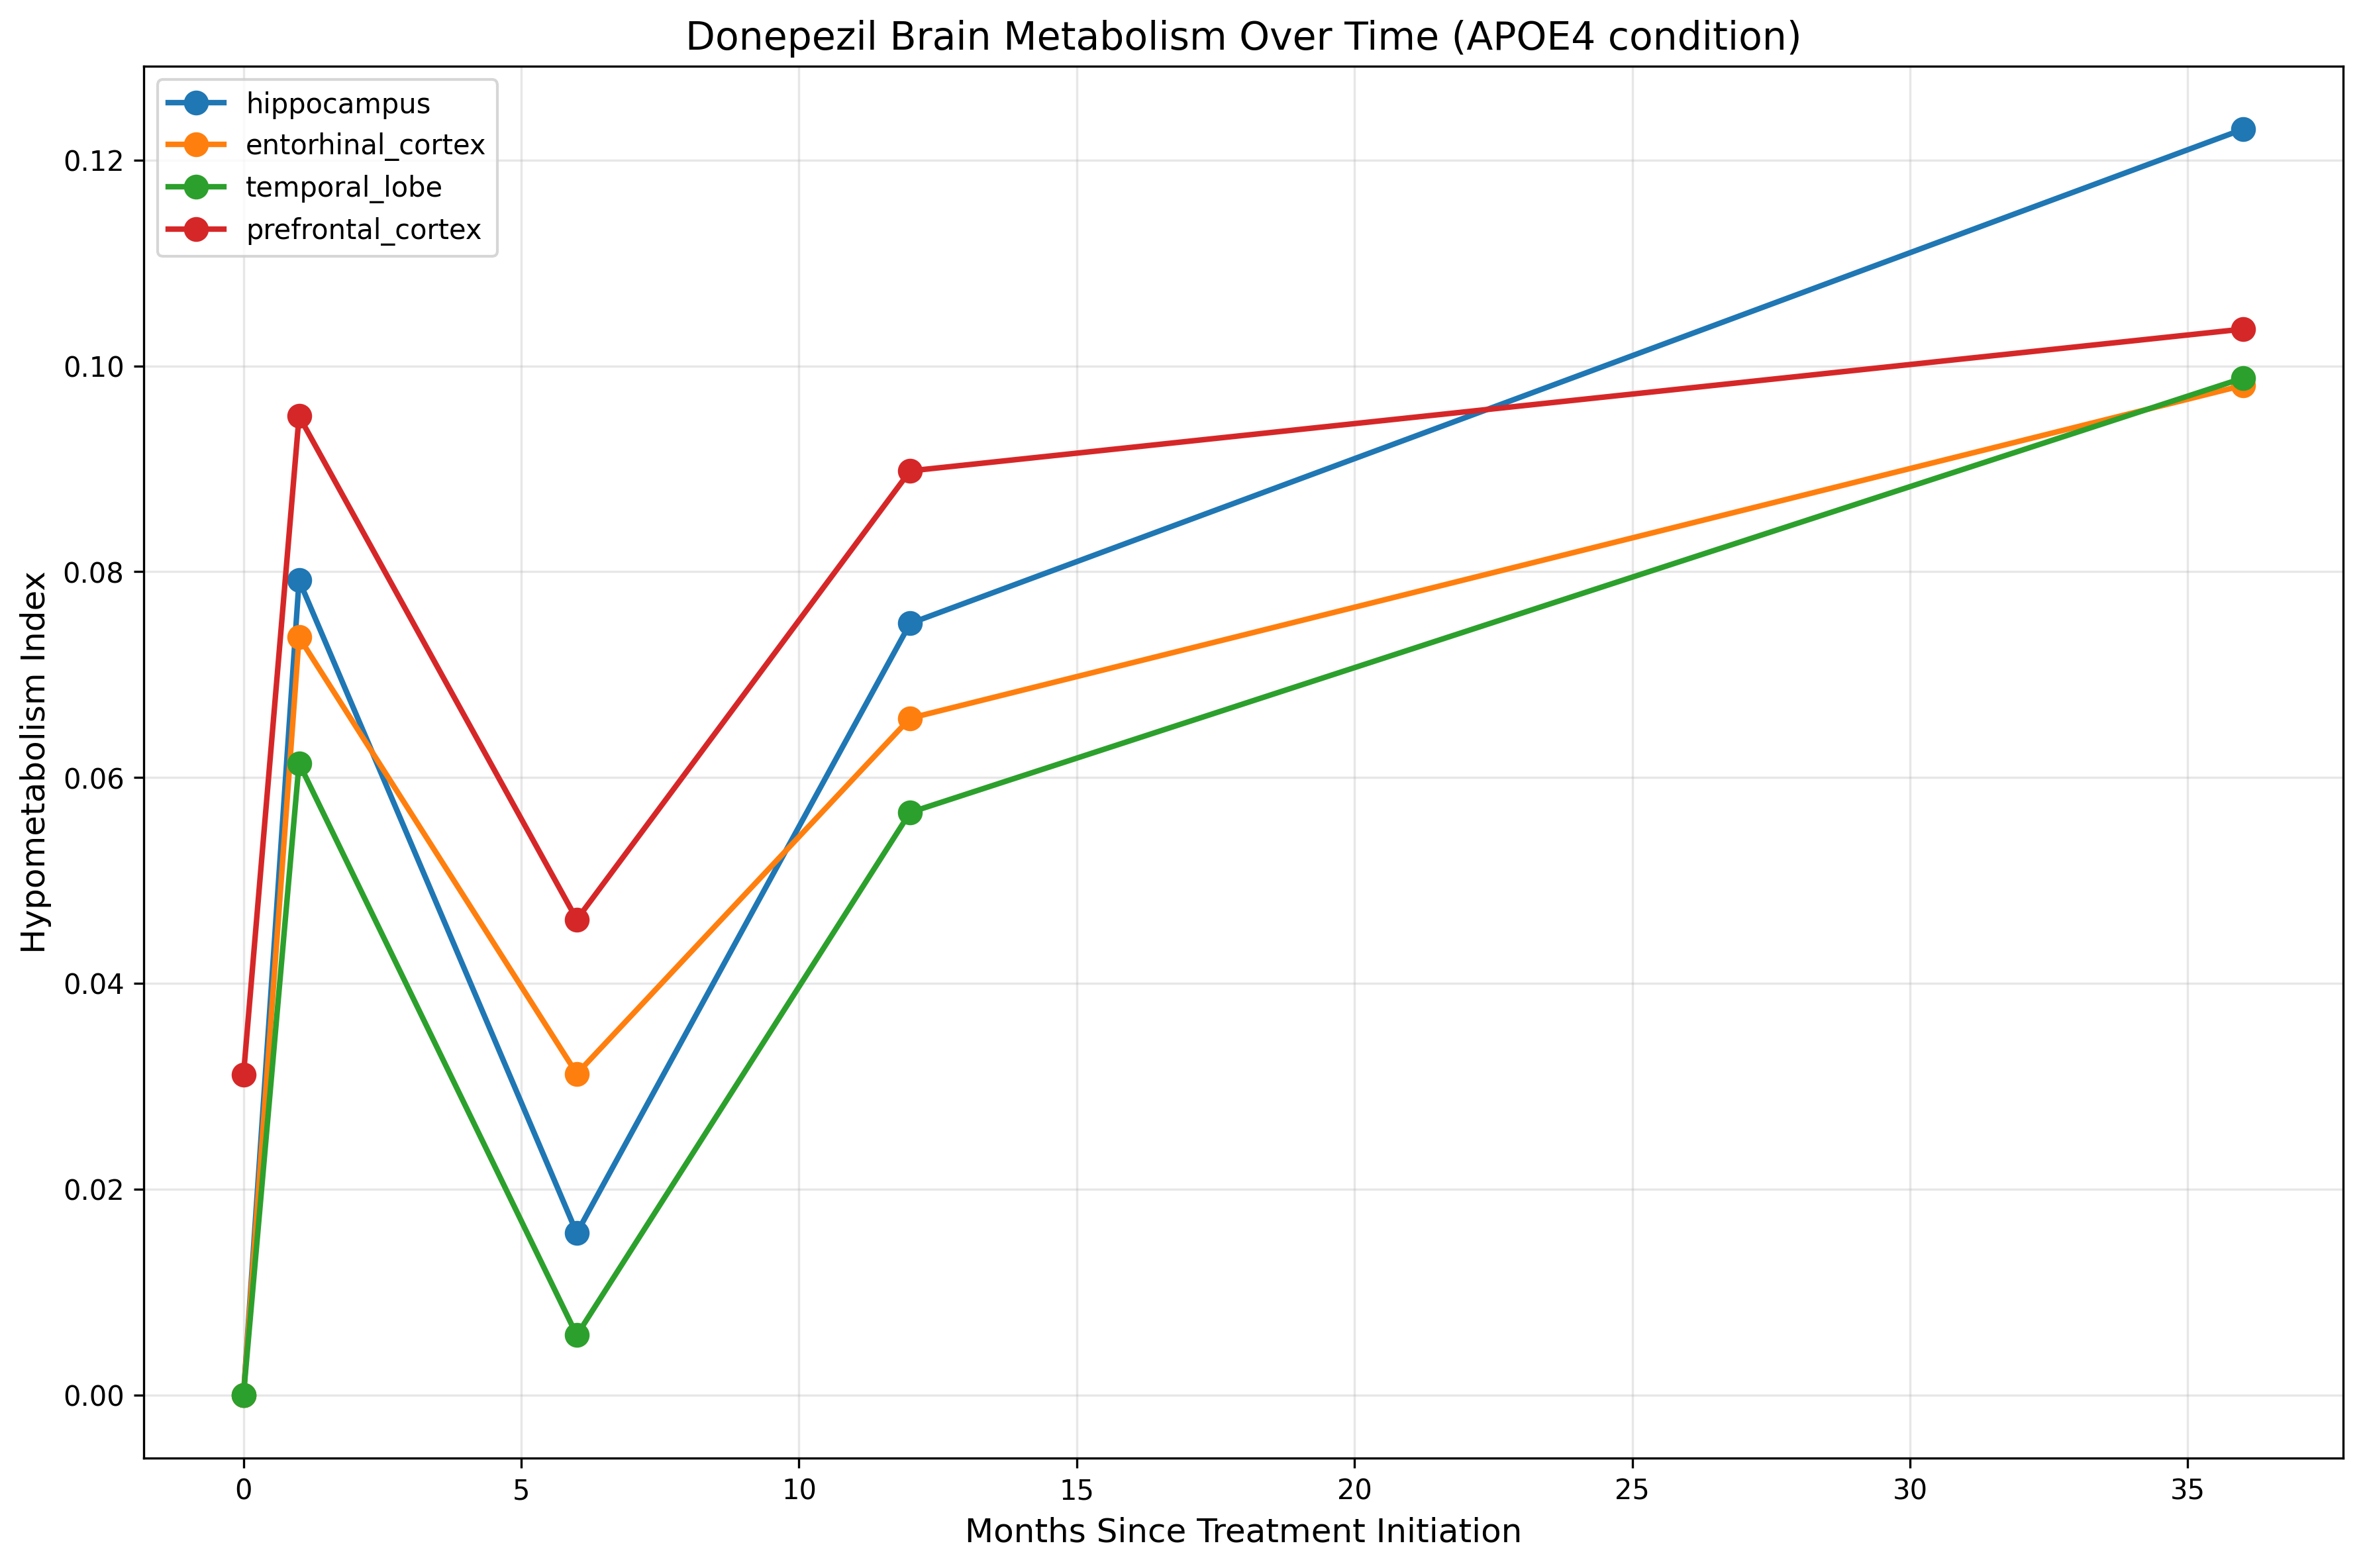 Donepezil Brain Metabolism Over Time (APOE4 condition)
hippocampus
entorhinal_cortex
temporal_lobe
prefrontal_cortex
Hypometabolism Index
0.12
0.10
0.08
0.06
0.04
0.02
0.00
0 5 10 15 20 25 30 35
Months Since Treatment Initiation